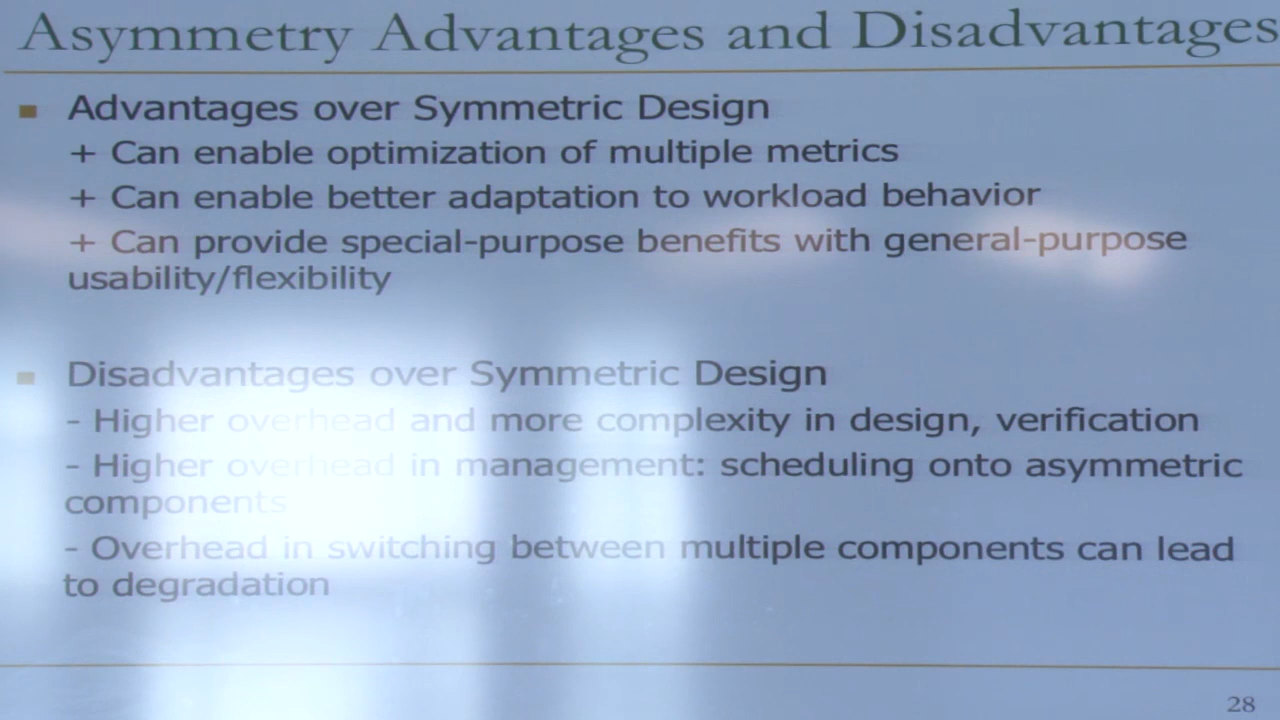 Asymmetry Advantages and Disadvantages
Advantages over Symmetric Design
+ Can enable optimization of multiple metrics
+ Can enable better adaptation to workload behavior
+ Can provide special-purpose benefits with general-purpose
usability/flexibility
Disadvantages over Symmetric Design
- Higher overhead and more complexity in design, verification
- Higher overhead in management: scheduling onto asymmetric
components
- Overhead in switching between multiple components can lead
to degradation
28